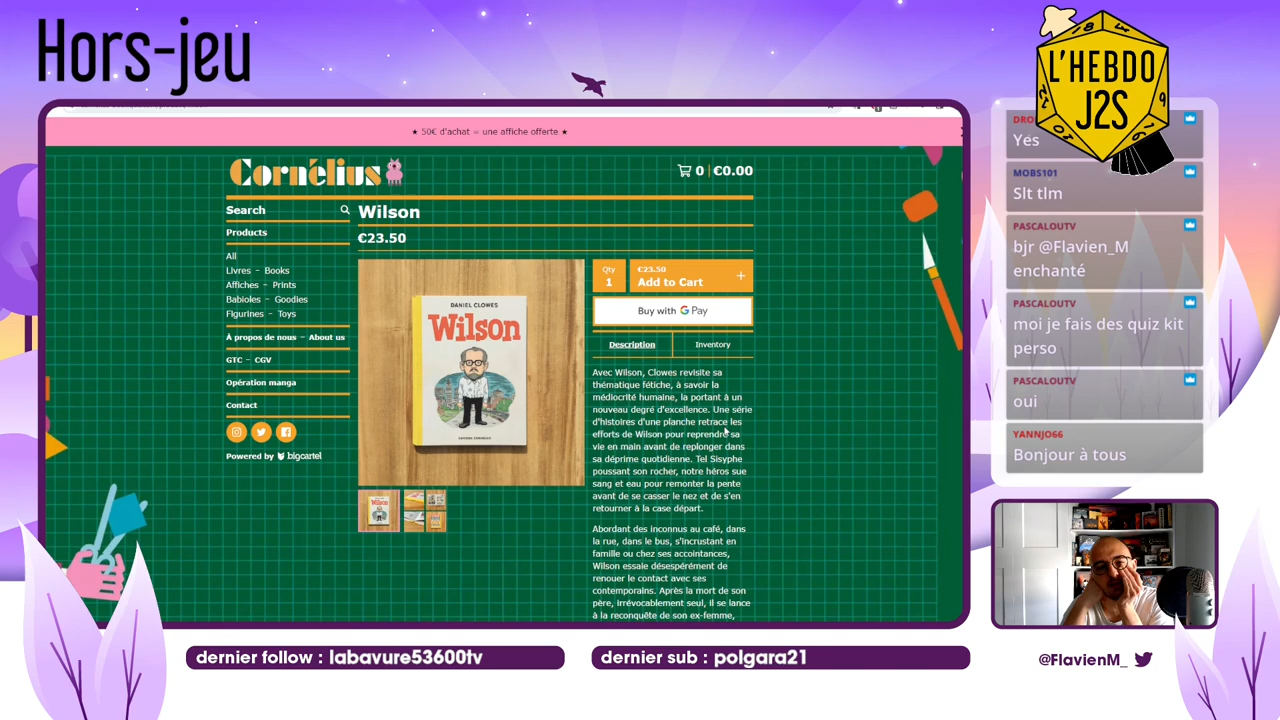 Hors-jeu
L'HEBDO
J2S
★ 50€ d'achat = une affiche offerte ★
Cornélius
0 | €0.00
Search
Products
All
Livres - Books
Affiches - Prints
Babioles - Goodies
Figurines - Toys
À propos de nous - About us
GTC - CGV
Opération manga
Contact
Powered by bigcartel
Wilson
€23.50
DANIEL CLOWES
Wilson
Qty
1
€23.50
Add to Cart
+
Buy with G Pay
Description
Inventory
Avec Wilson, Clowes revisite sa
thématique fétiche, à savoir la
médiocrité humaine, la portant à un
nouveau degré d'excellence. Une série
d'histoires d'une planche retrace les
efforts de Wilson pour reprendre sa
vie en main avant de replonger dans
sa déprime quotidienne. Tel Sisyphe
poussant son rocher, notre héros sue
sang et eau pour remonter la pente
avant de se casser le nez et de s'en
retourner à la case départ.
Abordant des inconnus au café, dans
la rue, dans le bus, s'incrustant en
famille ou chez ses accointances,
Wilson essaie désespérément de
renouer le contact avec ses
contemporains. Après la mort de son
père, irrévocablement seul, il se lance
à la reconquête de son ex-femme,
Yes
MOBS101
Slt tlm
PASCALOUTV
bjr @Flavien_M
enchanté
PASCALOUTV
moi je fais des quiz kit
perso
PASCALOUTV
oui
YANNJO66
Bonjour à tous
dernier follow : labavure53600tv
dernier sub : polgara21
@FlavienM_